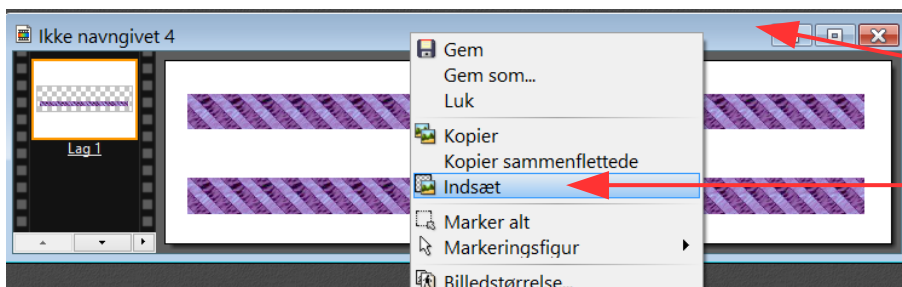 Ikke navngivet 4
Lag 1
Gem
Gem som...
Luk
Kopier
Kopier sammenflettede
Indsæt
Marker alt
Markeringsfigur
Billedstørrelse...